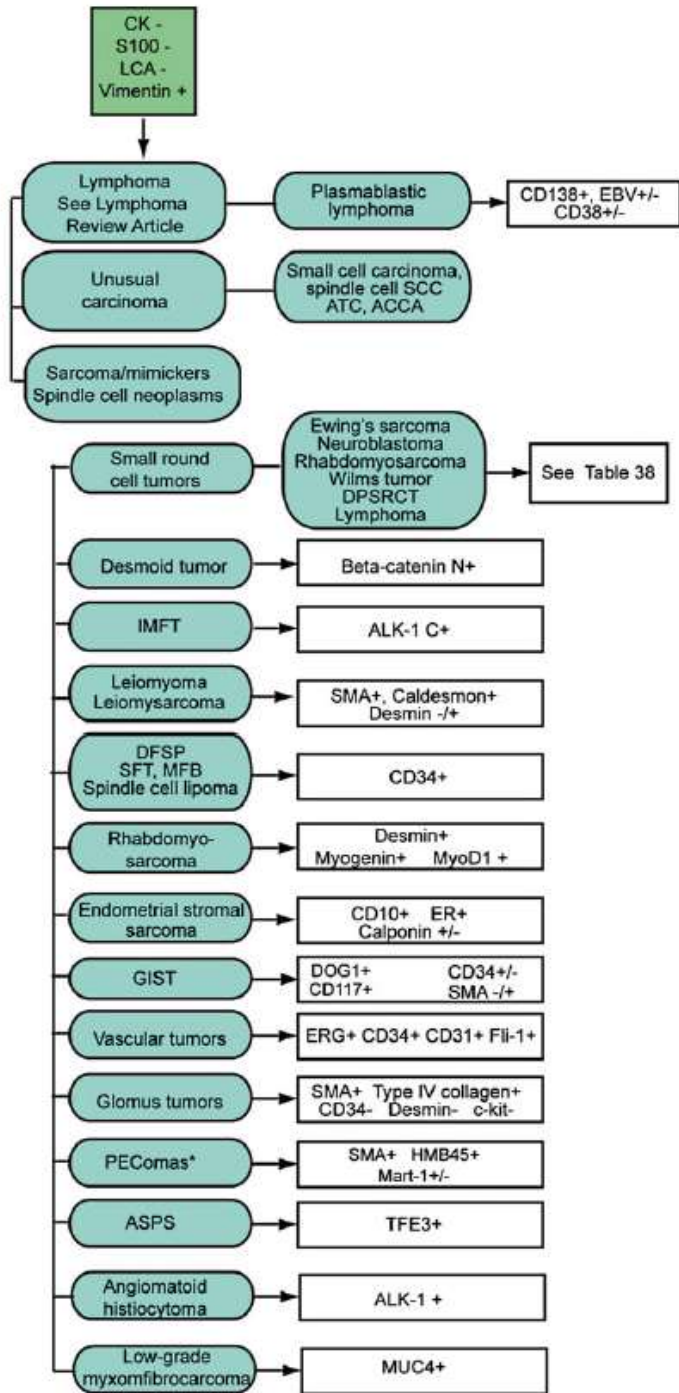 CK -
S100 -
LCA -
Vimentin +
Lymphoma
See Lymphoma
Review Article
Plasmablastic
lymphoma
CD138+, EBV+/-
CD38+/-
Unusual
carcinoma
Small cell carcinoma,
spindle cell SCC
ATC, ACCA
Sarcoma/mimickers
Spindle cell neoplasms
Small round
cell tumors
Ewing's sarcoma
Neuroblastoma
Rhabdomyosarcoma
Wilms tumor
DPSRCT
Lymphoma
See Table 38
Desmoid tumor
Beta-catenin N+
IMFT
ALK-1 C+
Leiomyoma
Leiomysarcoma
SMA+, Caldesmon+
Desmin -/+
DFSP
SFT, MFB
Spindle cell lipoma
CD34+
Rhabdomyo-
sarcoma
Desmin+
Myogenin+ MyoD1 +
Endometrial stromal
sarcoma
CD10+ ER+
Calponin +/-
GIST
DOG1+ CD34+/-
CD117+ SMA -/+
Vascular tumors
ERG+ CD34+ CD31+ Fli-1+
Glomus tumors
SMA+ Type IV collagen+
CD34- Desmin- c-kit-
PEComas*
SMA+ HMB45+
Mart-1+/-
ASPS
TFE3+
Angiomatoid
histiocytoma
ALK-1 +
Low-grade
myxomfibrocarcoma
MUC4+